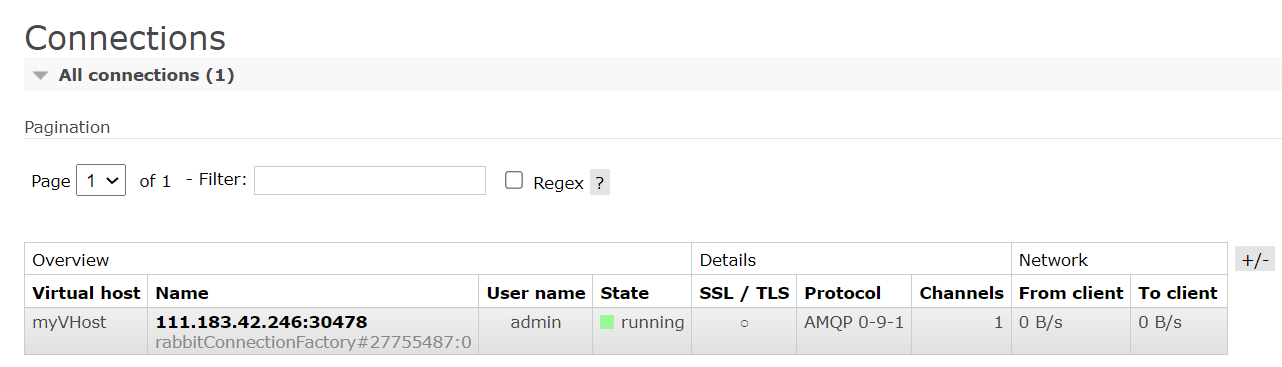 Connections
All connections (1)
Pagination
Page 1 of 1 - Filter: Regex ?
Overview Details Network +/-
Virtual host Name User name State SSL / TLS Protocol Channels From client To client
myVHost 111.183.42.246:30478 admin running ○ AMQP 0-9-1 1 0 B/s 0 B/s
rabbitConnectionFactory#27755487:0